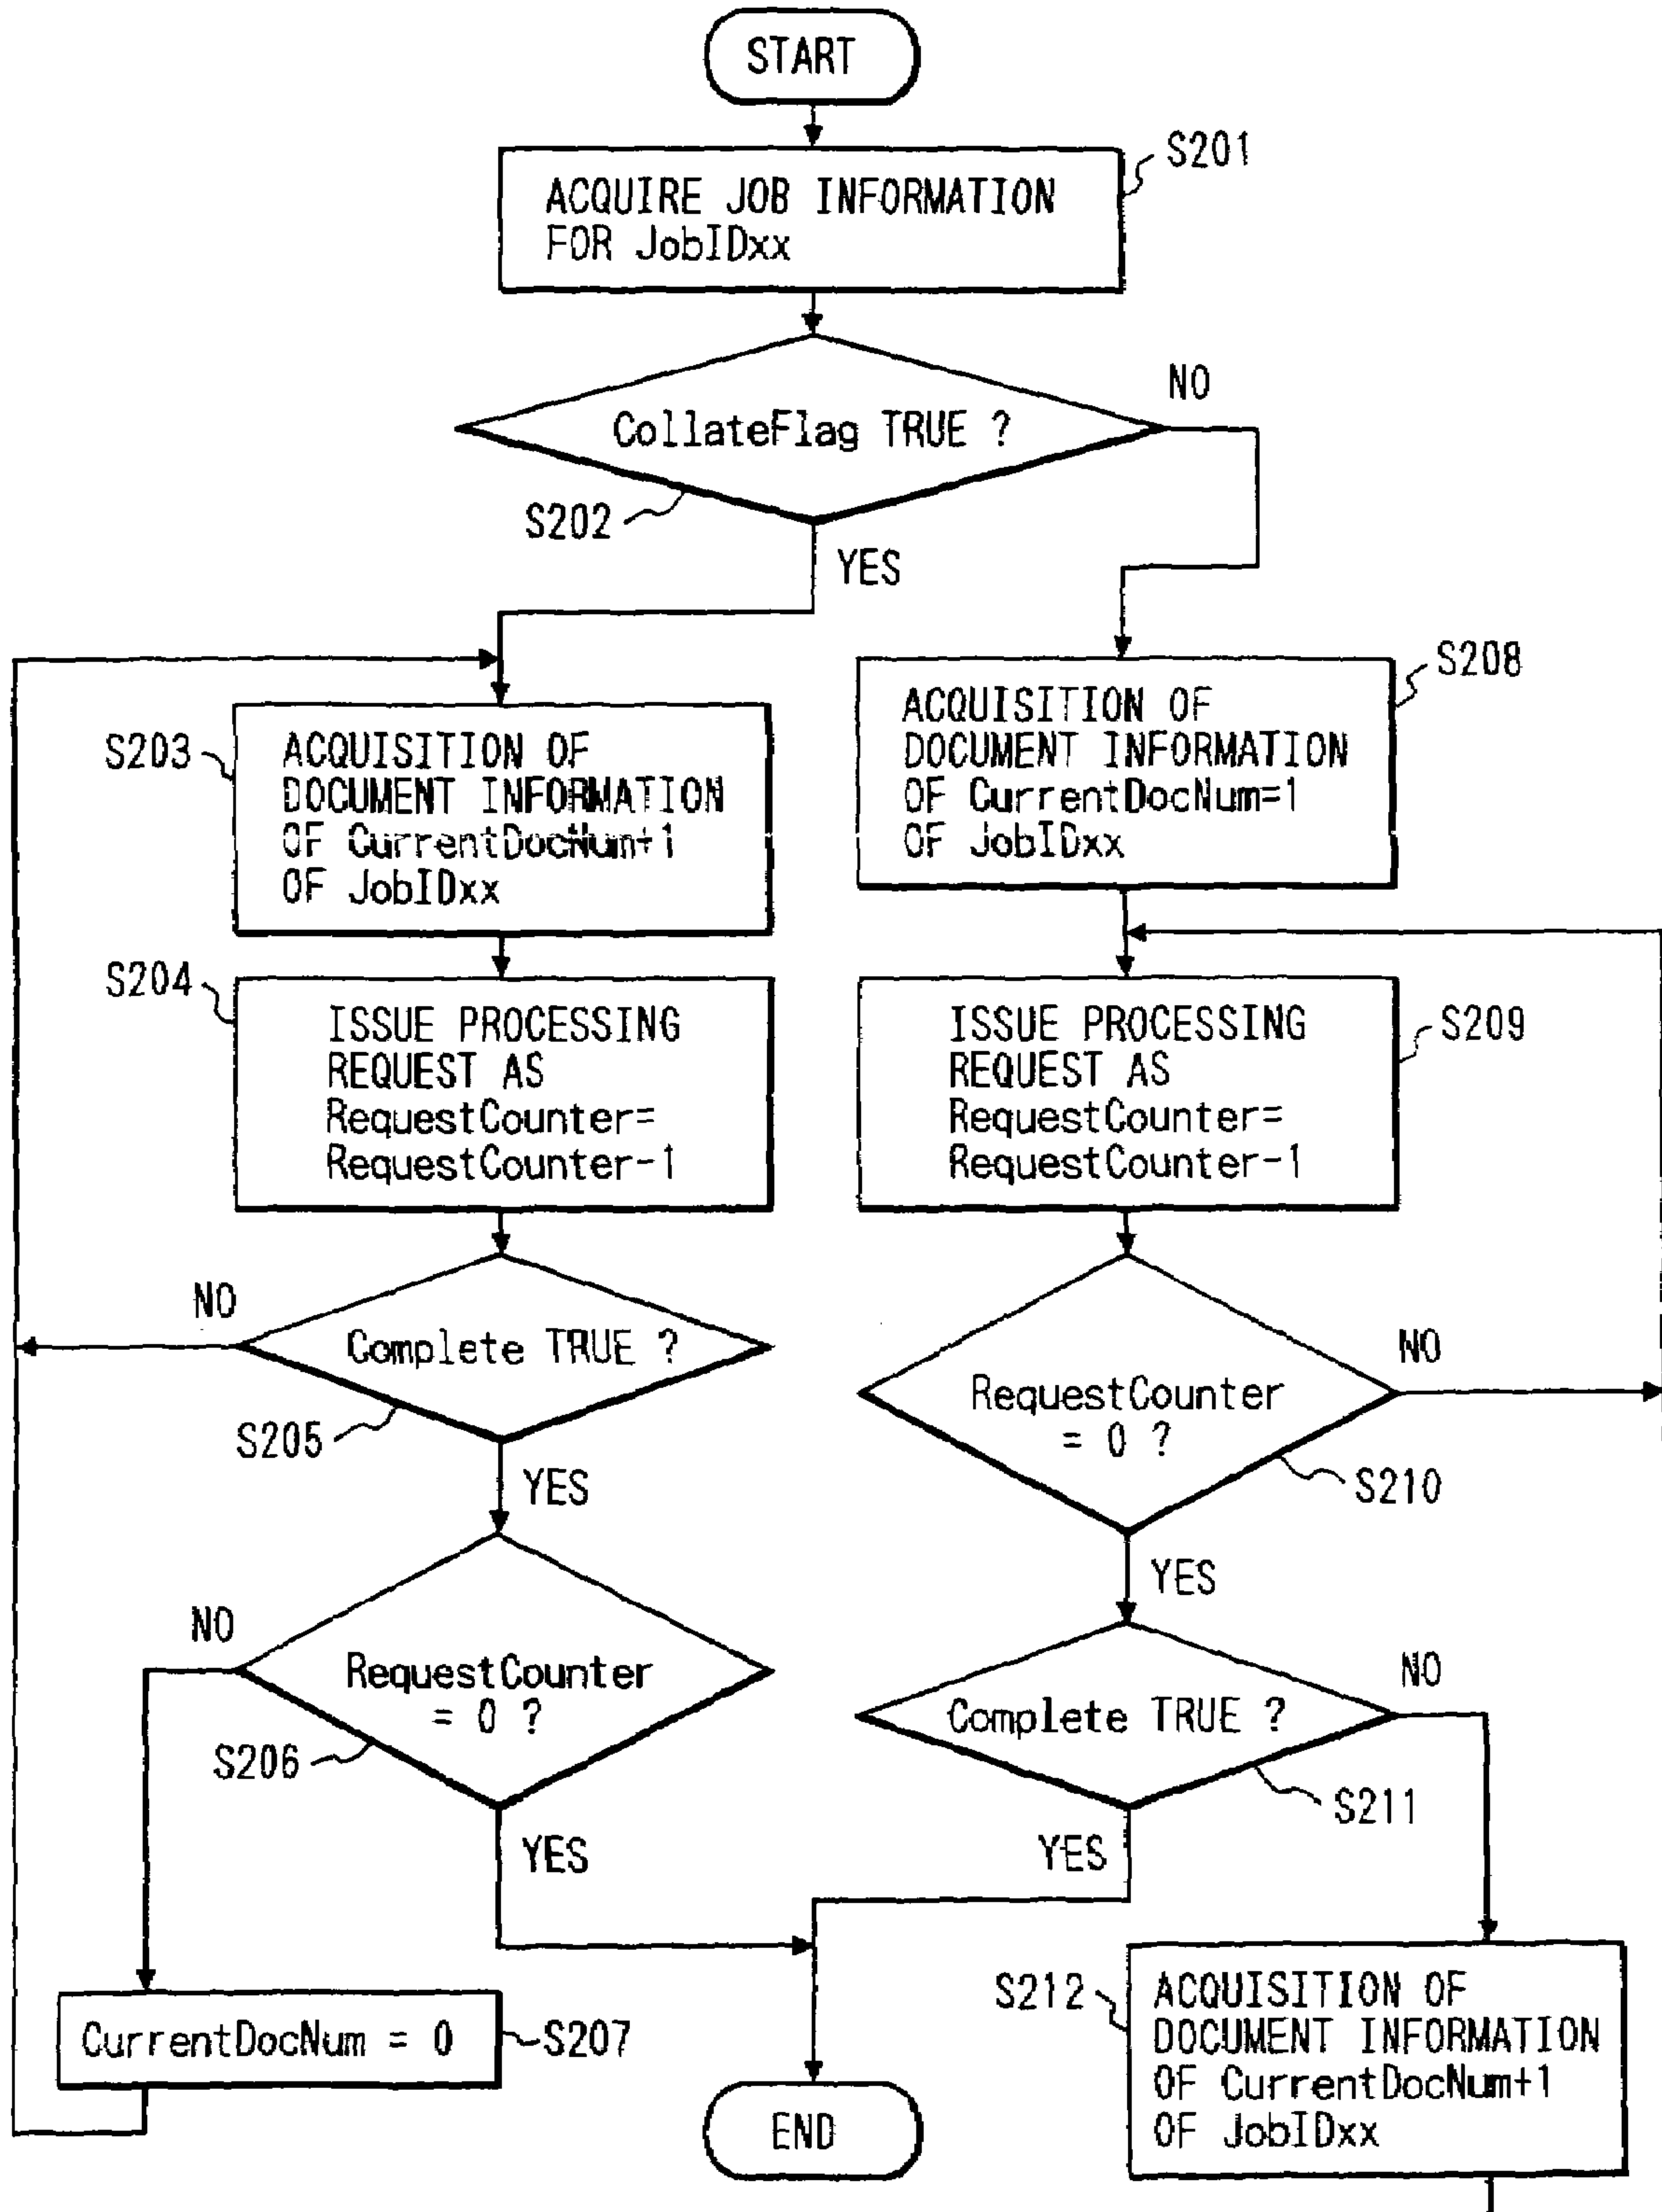 START
S201
ACQUIRE JOB INFORMATION
FOR JobIDxx
NO
CollateFlag TRUE ?
S202
YES
S203
ACQUISITION OF
DOCUMENT INFORMATION
OF CurrentDocNum+1
OF JobIDxx
S208
ACQUISITION OF
DOCUMENT INFORMATION
OF CurrentDocNum=1
OF JobIDxx
S204
ISSUE PROCESSING
REQUEST AS
RequestCounter=
RequestCounter-1
S209
ISSUE PROCESSING
REQUEST AS
RequestCounter=
RequestCounter-1
NO
Complete TRUE ?
S205
YES
NO
RequestCounter
= 0 ?
S210
YES
NO
RequestCounter
= 0 ?
S206
YES
NO
Complete TRUE ?
S211
YES
CurrentDocNum = 0
S207
END
S212
ACQUISITION OF
DOCUMENT INFORMATION
OF CurrentDocNum+1
OF JobIDxx